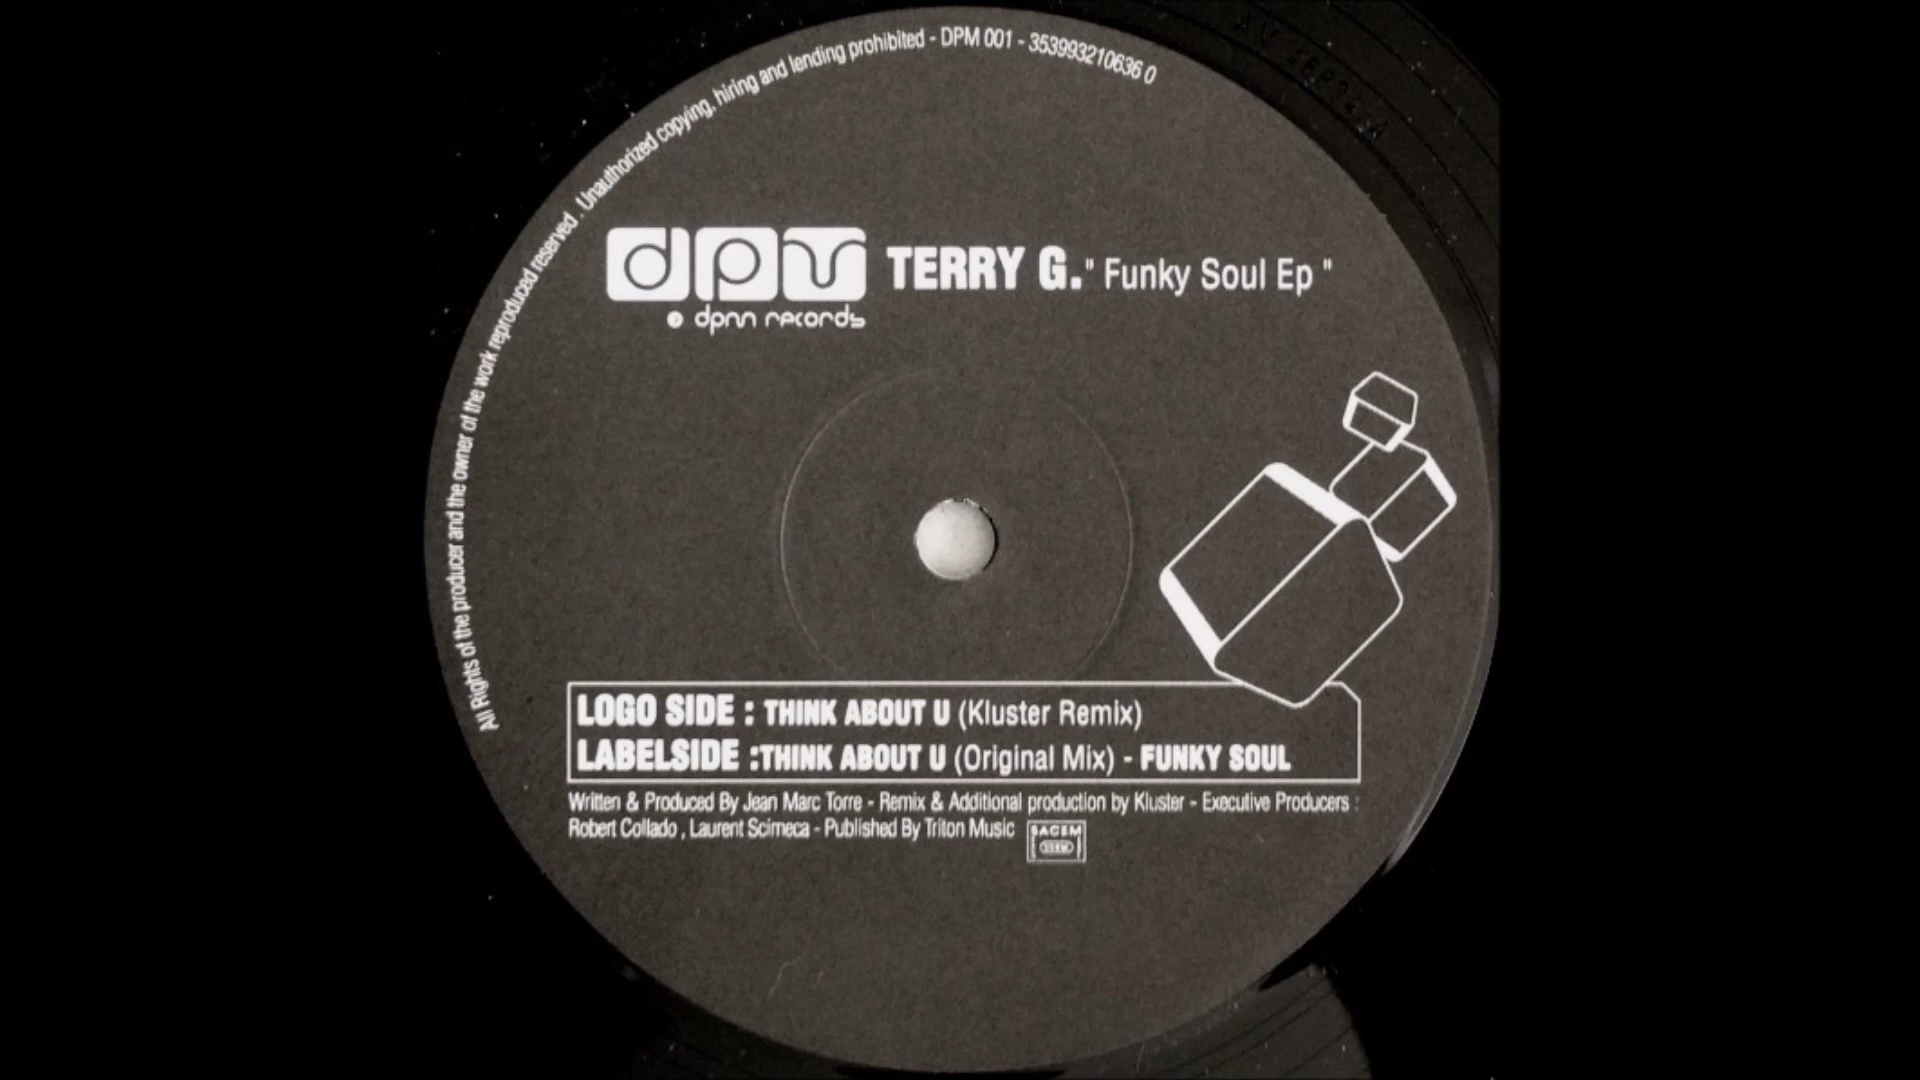 All Rights of the producer and the owner of the work reproduced reserved . Unauthorized copying, hiring and lending prohibited - DPM 001 - 353993210636 0
dpm
dpm records
TERRY G." Funky Soul Ep "
LOGO SIDE : THINK ABOUT U (Kluster Remix)
LABELSIDE :THINK ABOUT U (Original Mix) - FUNKY SOUL
Written & Produced By Jean Marc Torre - Remix & Additional production by Kluster - Executive Producers :
Robert Collado , Laurent Scimeca - Published By Triton Music
SACEM